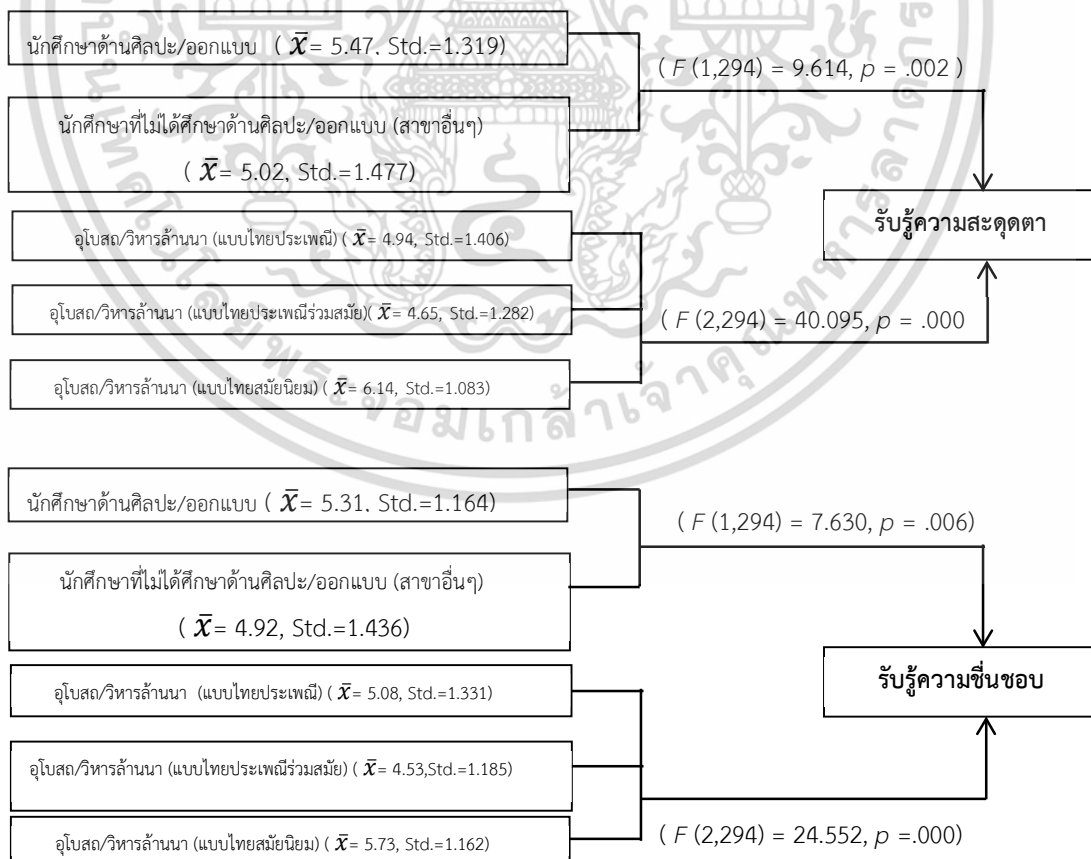 นักศึกษาด้านศิลปะ/ออกแบบ ( x̄ = 5.47. Std.=1.319)
( F (1,294) = 9.614, p = .002 )
นักศึกษาที่ไม่ได้ศึกษาด้านศิลปะ/ออกแบบ (สาขาอื่นๆ)
( x̄ = 5.02. Std.=1.477)
รับรู้ความสะดุดตา
อุโบสถ/วิหารล้านนา (แบบไทยประเพณี) ( x̄ = 4.94, Std.=1.406)
อุโบสถ/วิหารล้านนา (แบบไทยประเพณีร่วมสมัย)( x̄ = 4.65, Std.=1.282)
( F (2,294) = 40.095, p = .000
อุโบสถ/วิหารล้านนา (แบบไทยสมัยนิยม) ( x̄ = 6.14, Std.=1.083)
นักศึกษาด้านศิลปะ/ออกแบบ ( x̄ = 5.31. Std.=1.164)
( F (1,294) = 7.630, p = .006)
นักศึกษาที่ไม่ได้ศึกษาด้านศิลปะ/ออกแบบ (สาขาอื่นๆ)
( x̄ = 4.92, Std.=1.436)
รับรู้ความชื่นชอบ
อุโบสถ/วิหารล้านนา (แบบไทยประเพณี) ( x̄ = 5.08, Std.=1.331)
อุโบสถ/วิหารล้านนา (แบบไทยประเพณีร่วมสมัย) ( x̄ = 4.53,Std.=1.185)
อุโบสถ/วิหารล้านนา (แบบไทยสมัยนิยม) ( x̄ = 5.73, Std.=1.162)
( F (2,294) = 24.552, p =.000)